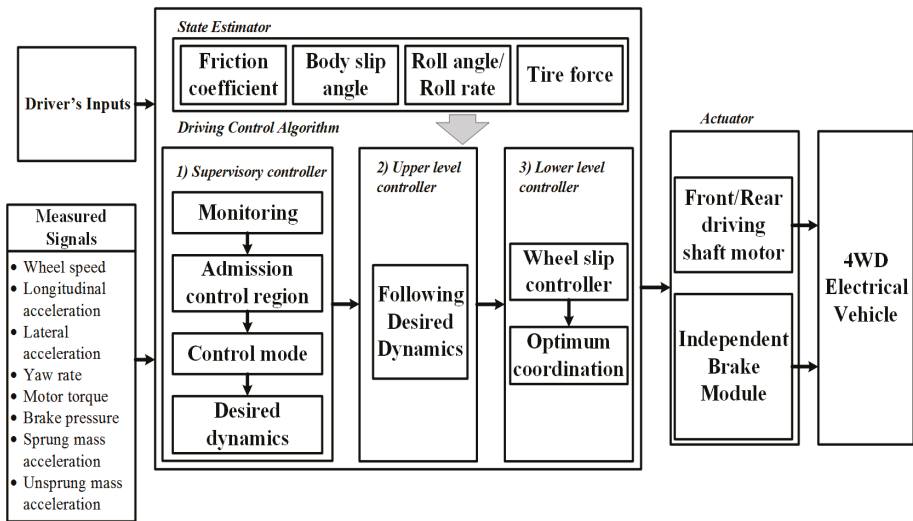 Driver's Inputs
Measured
Signals
• Wheel speed
• Longitudinal
acceleration
• Lateral
acceleration
• Yaw rate
• Motor torque
• Brake pressure
• Sprung mass
acceleration
• Unsprung mass
acceleration
State Estimator
Friction
coefficient
Body slip
angle
Roll angle/
Roll rate
Tire force
Driving Control Algorithm
1) Supervisory controller
Monitoring
Admission
control region
Control mode
Desired
dynamics
2) Upper level
controller
Following
Desired
Dynamics
3) Lower level
controller
Wheel slip
controller
Optimum
coordination
Actuator
Front/Rear
driving
shaft motor
Independent
Brake
Module
4WD
Electrical
Vehicle